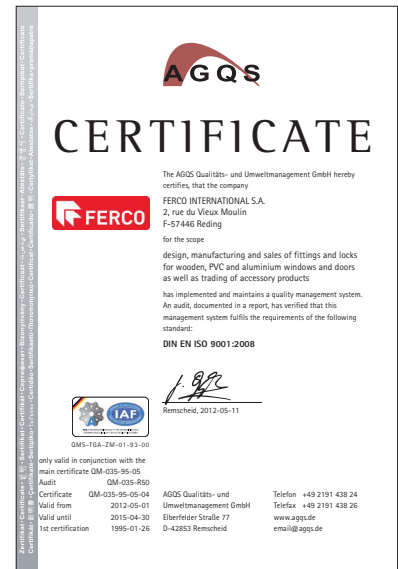 AGQS
CERTIFICATE
The AGQS Qualitäts- und Umweltmanagement GmbH hereby
certifies, that the company
FERCO
FERCO INTERNATIONAL S.A.
2, rue du Vieux Moulin
F-57446 Reding
for the scope
design, manufacturing and sales of fittings and locks
for wooden, PVC and aluminium windows and doors
as well as trading of accessory products
has implemented and maintains a quality management system.
An audit, documented in a report, has verified that this
management system fulfils the requirements of the following
standard:
DIN EN ISO 9001:2008
IAF
QMS-TGA-ZM-01-93-00
Remscheid, 2012-05-11
only valid in conjunction with the
main certificate QM-035-95-05
Audit QM-035-R50
Certificate QM-035-95-05-04
Valid from 2012-05-01
Valid until 2015-04-30
1st certification 1995-01-26
AGQS Qualitäts- und
Umweltmanagement GmbH
Elberfelder Straße 77
D-42853 Remscheid
Telefon +49 2191 438 24
Telefax +49 2191 438 26
www.agqs.de
email@agqs.de